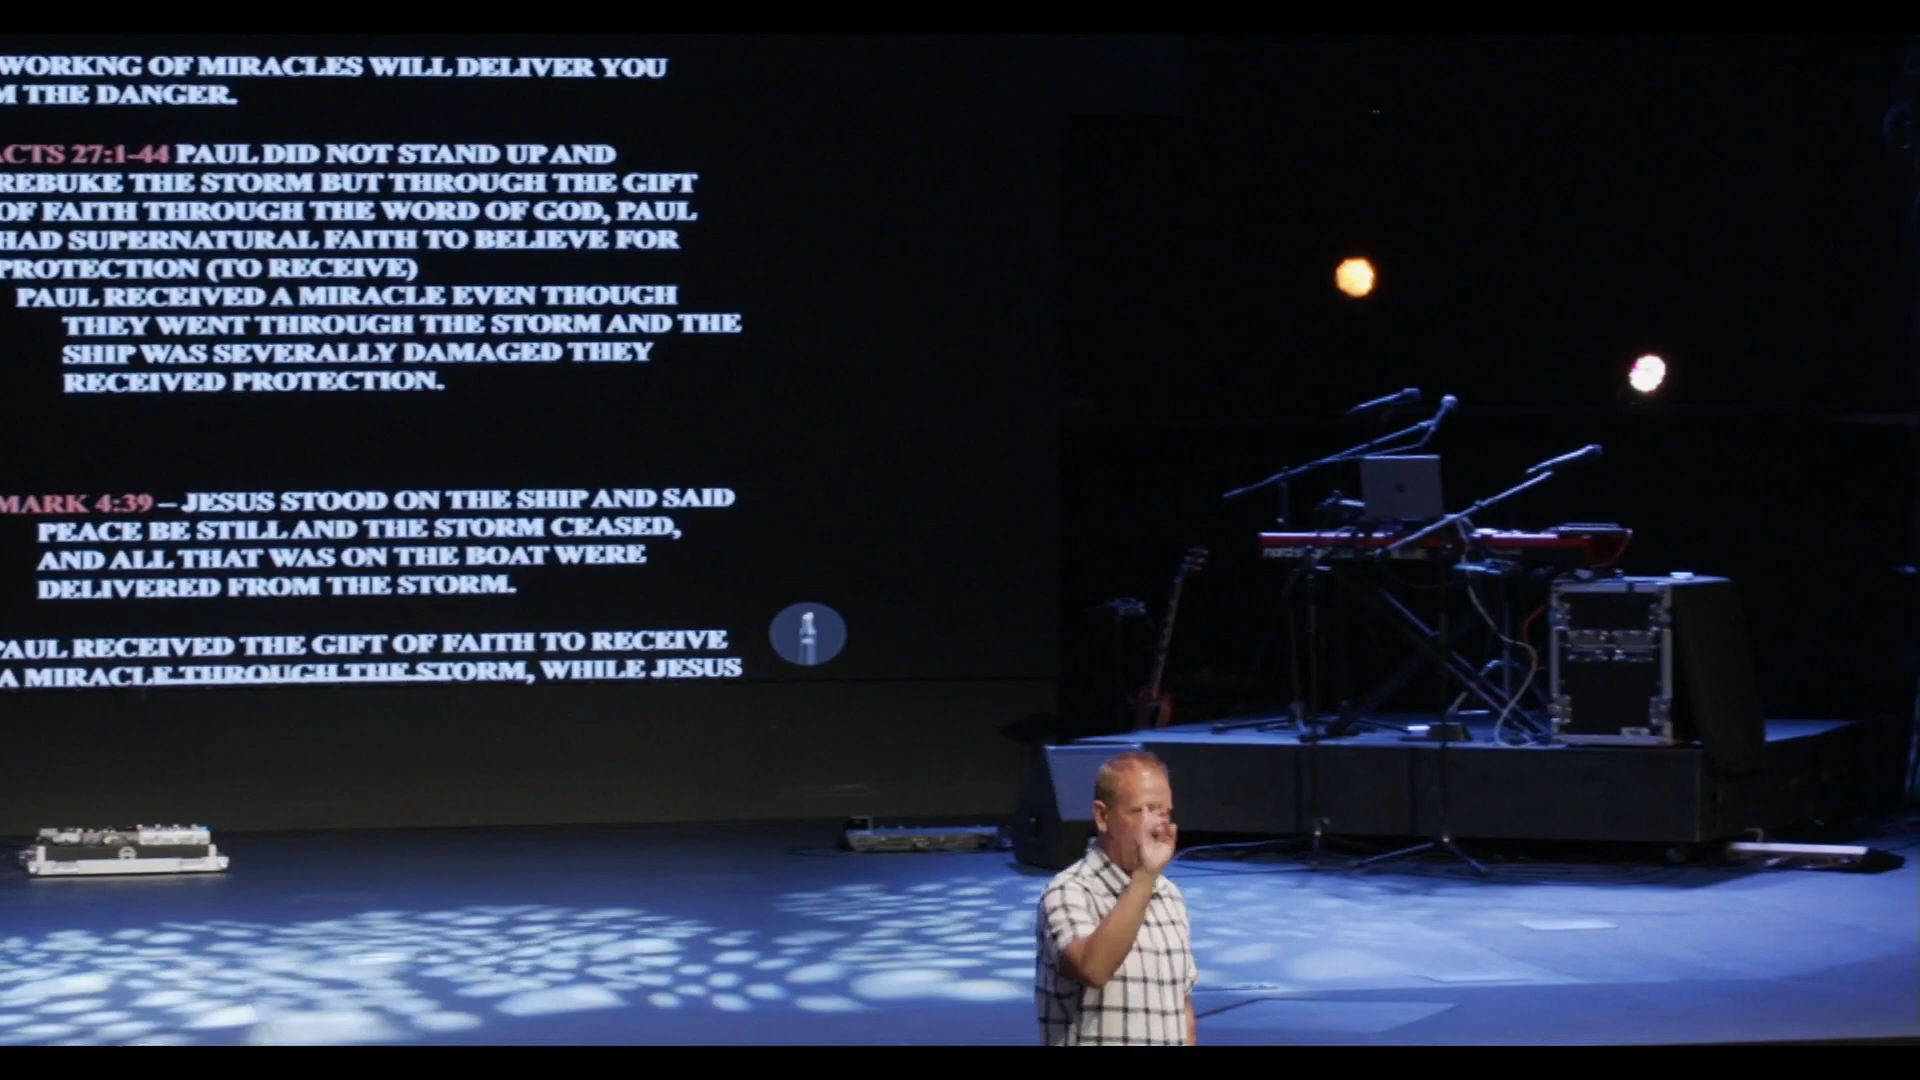 WORKNG OF MIRACLES WILL DELIVER YOU
M THE DANGER.
ACTS 27:1-44 PAUL DID NOT STAND UP AND
REBUKE THE STORM BUT THROUGH THE GIFT
OF FAITH THROUGH THE WORD OF GOD, PAUL
HAD SUPERNATURAL FAITH TO BELIEVE FOR
PROTECTION (TO RECEIVE)
PAUL RECEIVED A MIRACLE EVEN THOUGH
THEY WENT THROUGH THE STORM AND THE
SHIP WAS SEVERALLY DAMAGED THEY
RECEIVED PROTECTION.
MARK 4:39 – JESUS STOOD ON THE SHIP AND SAID
PEACE BE STILL AND THE STORM CEASED,
AND ALL THAT WAS ON THE BOAT WERE
DELIVERED FROM THE STORM.
PAUL RECEIVED THE GIFT OF FAITH TO RECEIVE
A MIRACLE THROUGH THE STORM, WHILE JESUS
nord